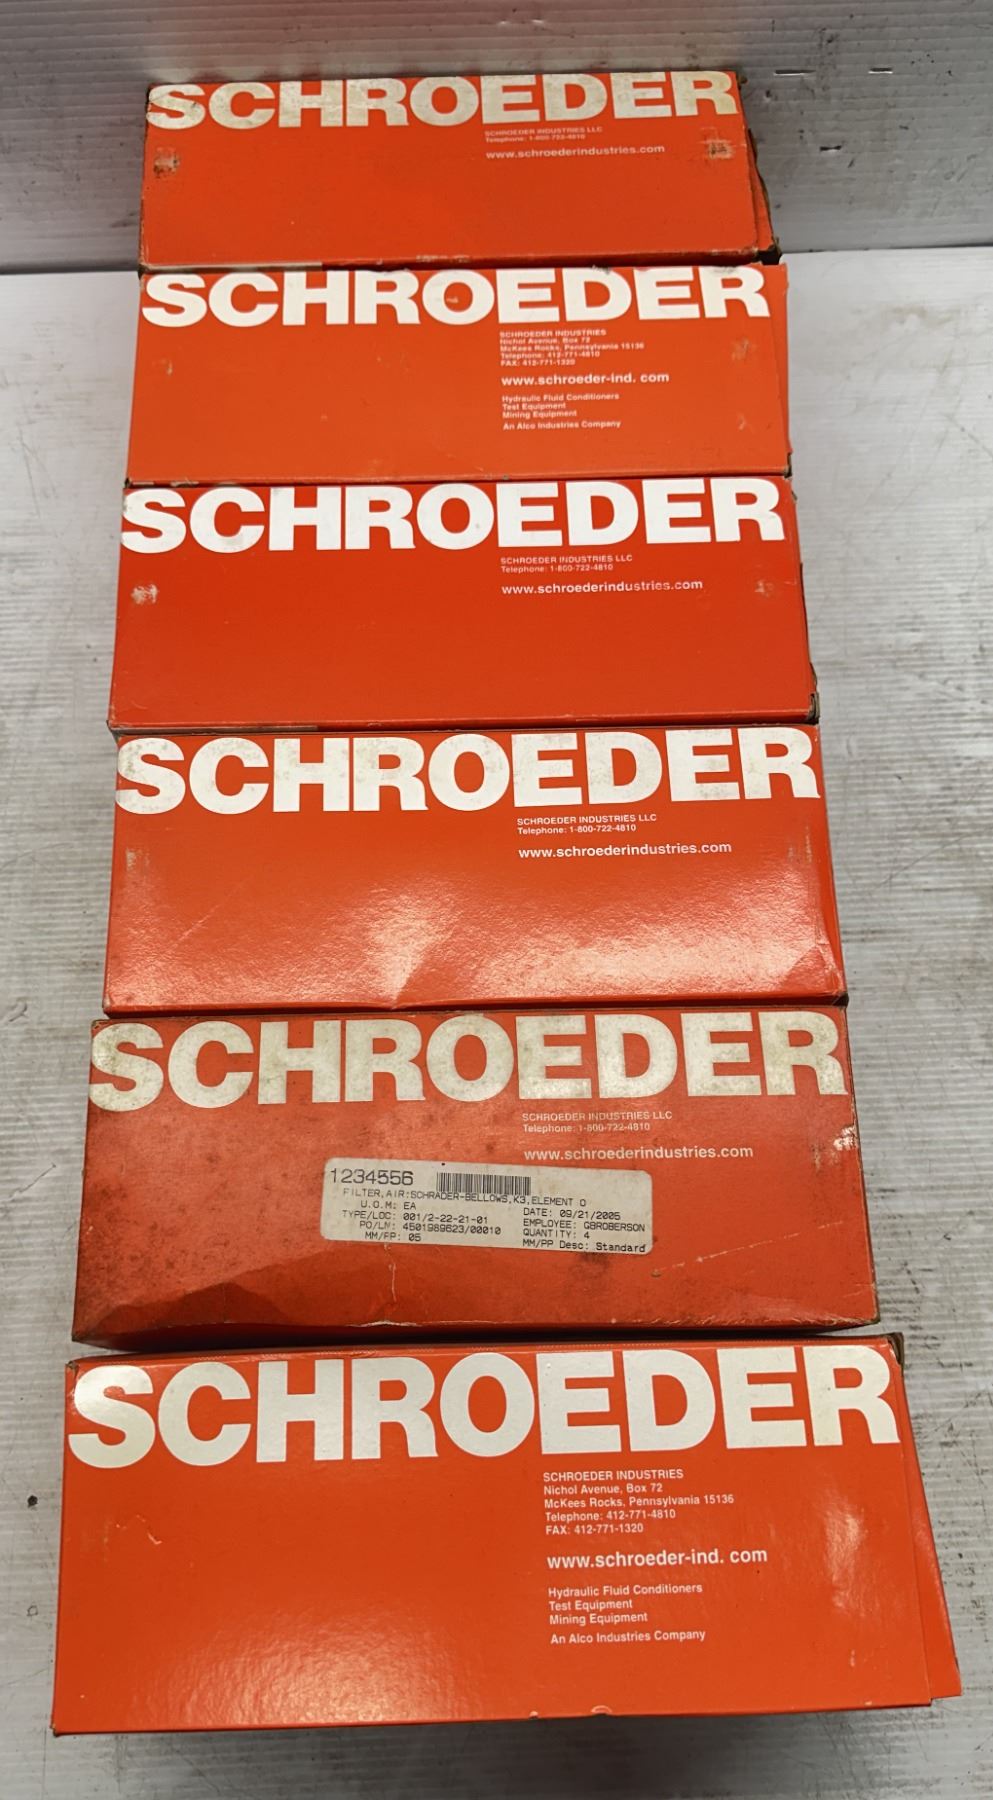 SCHROEDER
SCHROEDER INDUSTRIES LLC
Telephone: 1-800-722-4810
www.schroederindustries.com
SCHROEDER
SCHROEDER INDUSTRIES
Nichol Avenue, Box 72
McKees Rocks, Pennsylvania 15136
Telephone: 412-771-4810
FAX: 412-771-1320
www.schroeder-ind. com
Hydraulic Fluid Conditioners
Test Equipment
Mining Equipment
An Alco Industries Company
SCHROEDER
SCHROEDER INDUSTRIES LLC
Telephone: 1-800-722-4810
www.schroederindustries.com
SCHROEDER
SCHROEDER INDUSTRIES LLC
Telephone: 1-800-722-4810
www.schroederindustries.com
SCHROEDER
SCHROEDER INDUSTRIES LLC
Telephone: 1-800-722-4810
www.schroederindustries.com
1234556
FILTER,AIR:SCHRADER-BELLOWS,K3,ELEMENT O
U.O.M: EA DATE: 09/21/2005
TYPE/LOC: 001/2-22-21-01 EMPLOYEE: GBROBERSON
PO/LN: 4501989623/00010 QUANTITY: 4
MM/PP: 05 MM/PP Desc: Standard
SCHROEDER
SCHROEDER INDUSTRIES
Nichol Avenue, Box 72
McKees Rocks, Pennsylvania 15136
Telephone: 412-771-4810
FAX: 412-771-1320
www.schroeder-ind. com
Hydraulic Fluid Conditioners
Test Equipment
Mining Equipment
An Alco Industries Company